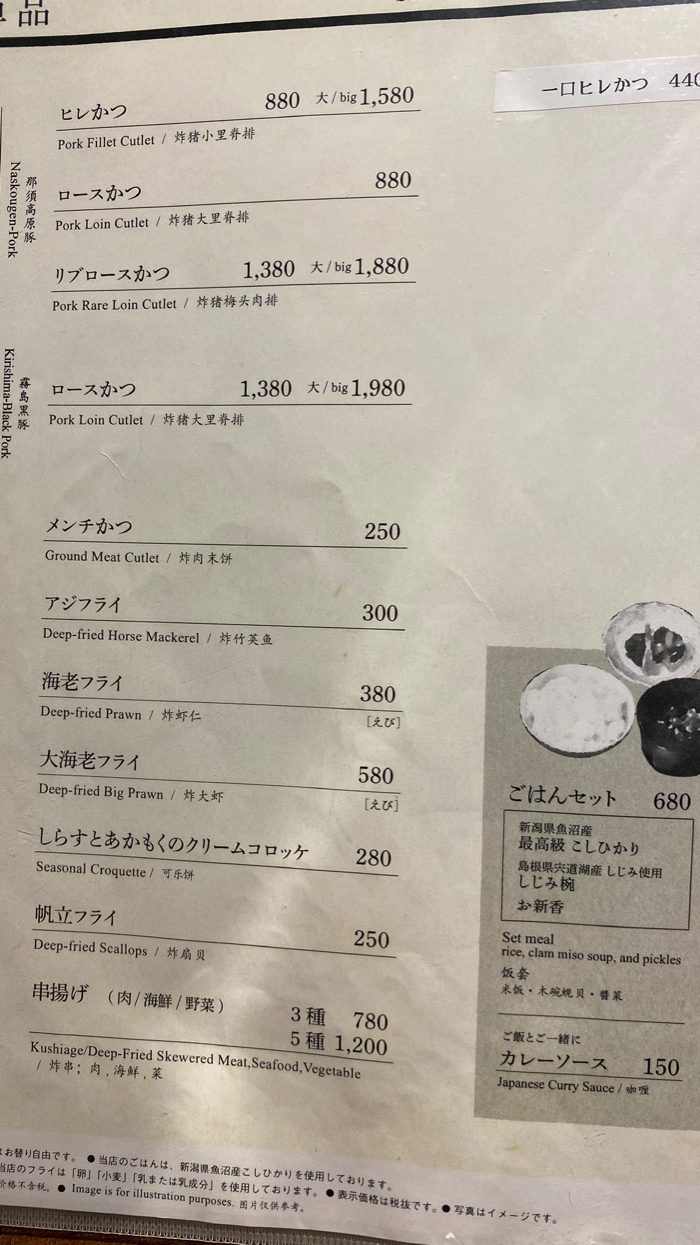 品
一口ヒレかつ 440
那須高原豚
Naskougen-Pork
ヒレかつ 880 大/big 1,580
Pork Fillet Cutlet / 炸猪小里脊排
ロースかつ 880
Pork Loin Cutlet / 炸猪大里脊排
リブロースかつ 1,380 大/big 1,880
Pork Rare Loin Cutlet / 炸猪梅头肉排
霧島黒豚
Kirishima-Black Pork
ロースかつ 1,380 大/big 1,980
Pork Loin Cutlet / 炸猪大里脊排
メンチかつ 250
Ground Meat Cutlet / 炸肉末饼
アジフライ 300
Deep-fried Horse Mackerel / 炸竹荚鱼
海老フライ 380
Deep-fried Prawn / 炸虾仁 [えび]
大海老フライ 580
Deep-fried Big Prawn / 炸大虾 [えび]
しらすとあかもくのクリームコロッケ 280
Seasonal Croquette / 可乐饼
帆立フライ 250
Deep-fried Scallops / 炸扇贝
串揚げ (肉/海鮮/野菜) 3種 780
5種 1,200
Kushiage/Deep-Fried Skewered Meat,Seafood,Vegetable
/ 炸串; 肉,海鲜,菜
ごはんセット 680
新潟県魚沼産
最高級 こしひかり
島根県宍道湖産 しじみ使用
しじみ椀
お新香
Set meal
rice, clam miso soup, and pickles
饭套
米饭・木碗蚬贝・酱菜
ご飯とご一緒に
カレーソース 150
Japanese Curry Sauce / 咖喱
はお替り自由です。 ●当店のごはんは、新潟県魚沼産こしひかりを使用しております。
当店のフライは「卵」「小麦」「乳または乳成分」を使用しております。 ●表示価格は税抜です。 ●写真はイメージです。
价格不含税。 ● Image is for illustration purposes. 图片仅供参考。